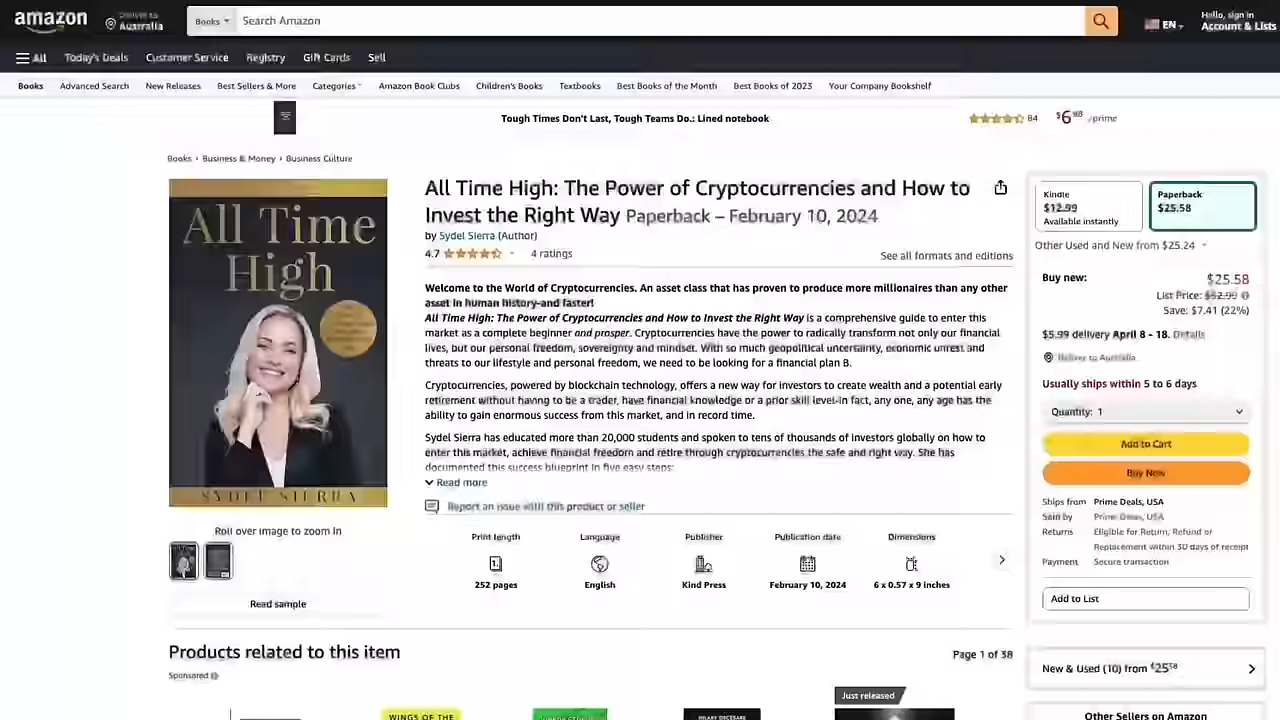 amazon
Deliver to
Australia
Books
Search Amazon
EN
Hello, sign in
Account & Lists
All
Today's Deals
Customer Service
Registry
Gift Cards
Sell
Books
Advanced Search
New Releases
Best Sellers & More
Categories
Amazon Book Clubs
Children's Books
Textbooks
Best Books of the Month
Best Books of 2023
Your Company Bookshelf
Tough Times Don't Last, Tough Teams Do.: Lined notebook
84
$6
prime
Books › Business & Money › Business Culture
All Time
High
SYDEL SIERRA
Roll over image to zoom in
Read sample
All Time High: The Power of Cryptocurrencies and How to
Invest the Right Way Paperback – February 10, 2024
by Sydel Sierra (Author)
4.7
4 ratings
See all formats and editions
Welcome to the World of Cryptocurrencies. An asset class that has proven to produce more millionaires than any other
asset in human history-and faster!
All Time High: The Power of Cryptocurrencies and How to Invest the Right Way is a comprehensive guide to enter this
market as a complete beginner and prosper. Cryptocurrencies have the power to radically transform not only our financial
lives, but our personal freedom, sovereignty and mindset. With so much geopolitical uncertainty, economic unrest and
threats to our lifestyle and personal freedom, we need to be looking for a financial plan B.
Cryptocurrencies, powered by blockchain technology, offers a new way for investors to create wealth and a potential early
retirement without having to be a trader, have financial knowledge or a prior skill level-in fact, any one, any age has the
ability to gain enormous success from this market, and in record time.
Sydel Sierra has educated more than 20,000 students and spoken to tens of thousands of investors globally on how to
enter this market, achieve financial freedom and retire through cryptocurrencies the safe and right way. She has
documented this success blueprint in five easy steps:
Read more
Report an issue with this product or seller
Print length
252 pages
Language
English
Publisher
Kind Press
Publication date
February 10, 2024
Dimensions
6 x 0.57 x 9 inches
Kindle
$12.99
Available instantly
Paperback
$25.58
Other Used and New from $25.24
Buy new:
$25.58
List Price: $32.99
Save: $7.41 (22%)
$5.99 delivery April 8 - 18. Details
Deliver to Australia
Usually ships within 5 to 6 days
Quantity: 1
Add to Cart
Buy Now
Ships from Prime Deals, USA
Sold by Prime Deals, USA
Returns Eligible for Return, Refund or
Replacement within 30 days of receipt
Payment Secure transaction
Add to List
New & Used (10) from $25 58
Other Sellers on Amazon
Products related to this item
Page 1 of 38
Sponsored
Just released
WINGS OF THE
HILARY DECESARE